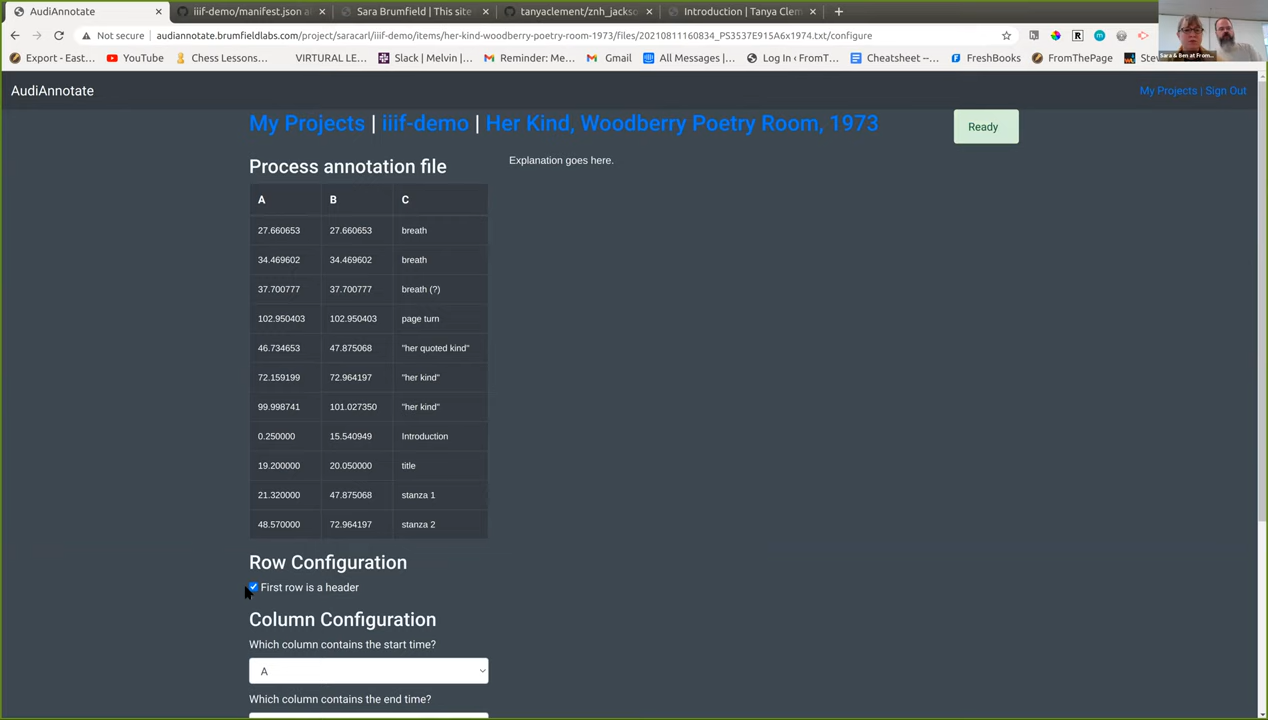 AudiAnnotate
iiif-demo/manifest.json a
Sara Brumfield | This site
tanyaclement/znh_jackso
Introduction | Tanya Clem
Not secure
audiannotate.brumfieldlabs.org/project/saracarl/iiif-demo/items/her-kind-woodberry-poetry-room-1973/files/20210811160834_PS3537E915A6x1974.txt/configure
Export - East…
YouTube
Chess Lessons…
VIRTURAL LE…
Slack | Melvin |…
Reminder: Me…
Gmail
All Messages |…
Log In ‹ FromT…
Cheatsheet –…
FreshBooks
FromThePage
Stev
Sara & Ben at From…
AudiAnnotate
My Projects | Sign Out
My Projects | iiif-demo | Her Kind, Woodberry Poetry Room, 1973
Ready
Process annotation file
Explanation goes here.
A B C
27.660653 27.660653 breath
34.469602 34.469602 breath
37.700777 37.700777 breath (?)
102.950403 102.950403 page turn
46.734653 47.875068 "her quoted kind"
72.159199 72.964197 "her kind"
99.998741 101.027350 "her kind"
0.250000 15.540949 Introduction
19.200000 20.050000 title
21.320000 47.875068 stanza 1
48.570000 72.964197 stanza 2
Row Configuration
First row is a header
Column Configuration
Which column contains the start time?
A
Which column contains the end time?